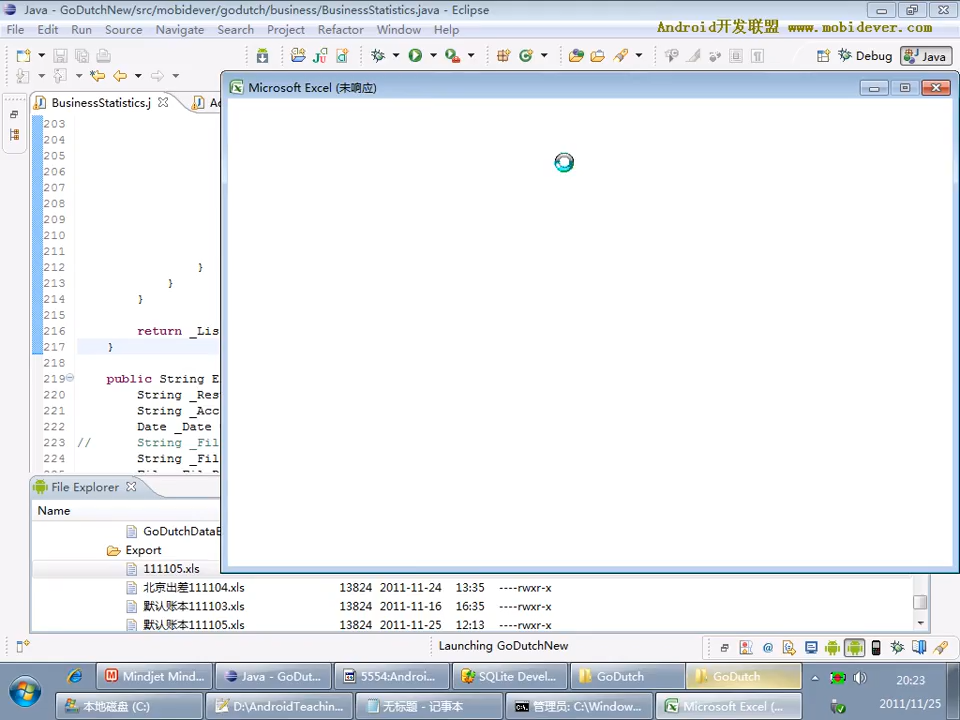 Java - GoDutchNew/src/mobidever/godutch/business/BusinessStatistics.java - Eclipse
File Edit Run Source Navigate Search Project Refactor Window Help
Android开发联盟 www.mobidever.com
Debug Java
BusinessStatistics.j
Microsoft Excel (未响应)
203
204
205
206
207
208
209
210
211
212 }
213 }
214 }
215
216 return _Lis
217 }
218
219 public String E
220 String _Res
221 String _Acc
222 Date _Date
223 // String _Fil
224 String _Fil
File Explorer
Name
GoDutchDataB
Export
111105.xls
北京出差111104.xls 13824 2011-11-24 13:35 ----rwxr-x
默认账本111103.xls 13824 2011-11-16 16:35 ----rwxr-x
默认账本111105.xls 13824 2011-11-25 12:13 ----rwxr-x
Launching GoDutchNew
Mindjet Mind... Java - GoDut... 5554:Androi... SQLite Devel... GoDutch GoDutch 20:23
本地磁盘 (C:) D:\AndroidTeachin... 无标题 - 记事本 管理员: C:\Window... Microsoft Excel (... 2011/11/25